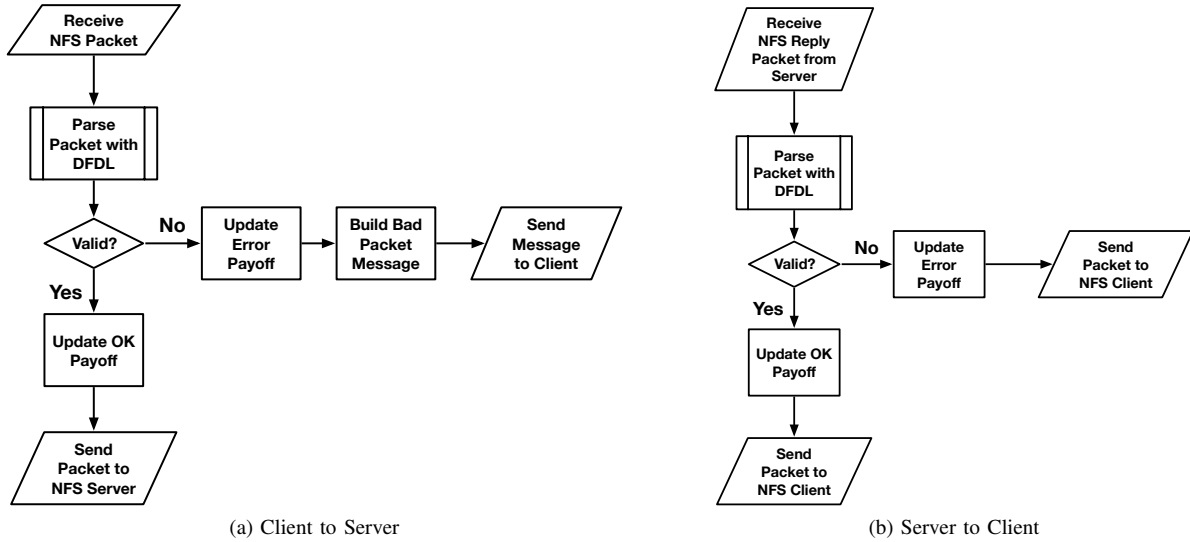 Receive
NFS Packet
Parse
Packet with
DFDL
Valid?
No
Update
Error
Payoff
Build Bad
Packet
Message
Send
Message
to Client
Yes
Update OK
Payoff
Send
Packet to
NFS Server
(a) Client to Server
Receive
NFS Reply
Packet from
Server
Parse
Packet with
DFDL
Valid?
No
Update
Error
Payoff
Send
Packet to
NFS Client
Yes
Update OK
Payoff
Send
Packet to
NFS Client
(b) Server to Client